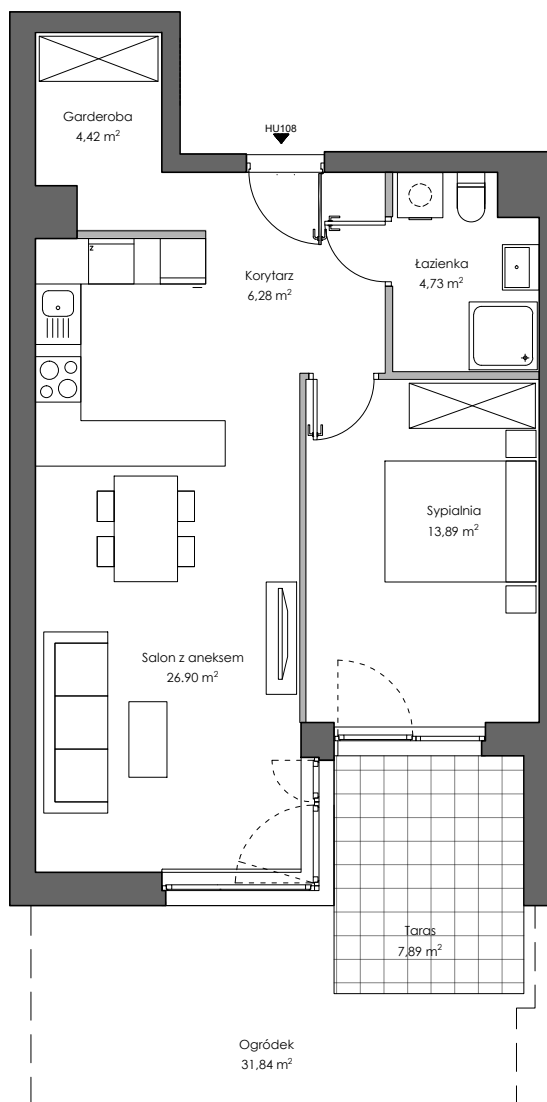 Garderoba
4,42 m²
HU108
Korytarz
6,28 m²
Łazienka
4,73 m²
z
Sypialnia
13,89 m²
Salon z aneksem
26.90 m²
Taras
7,89 m²
Ogródek
31,84 m²